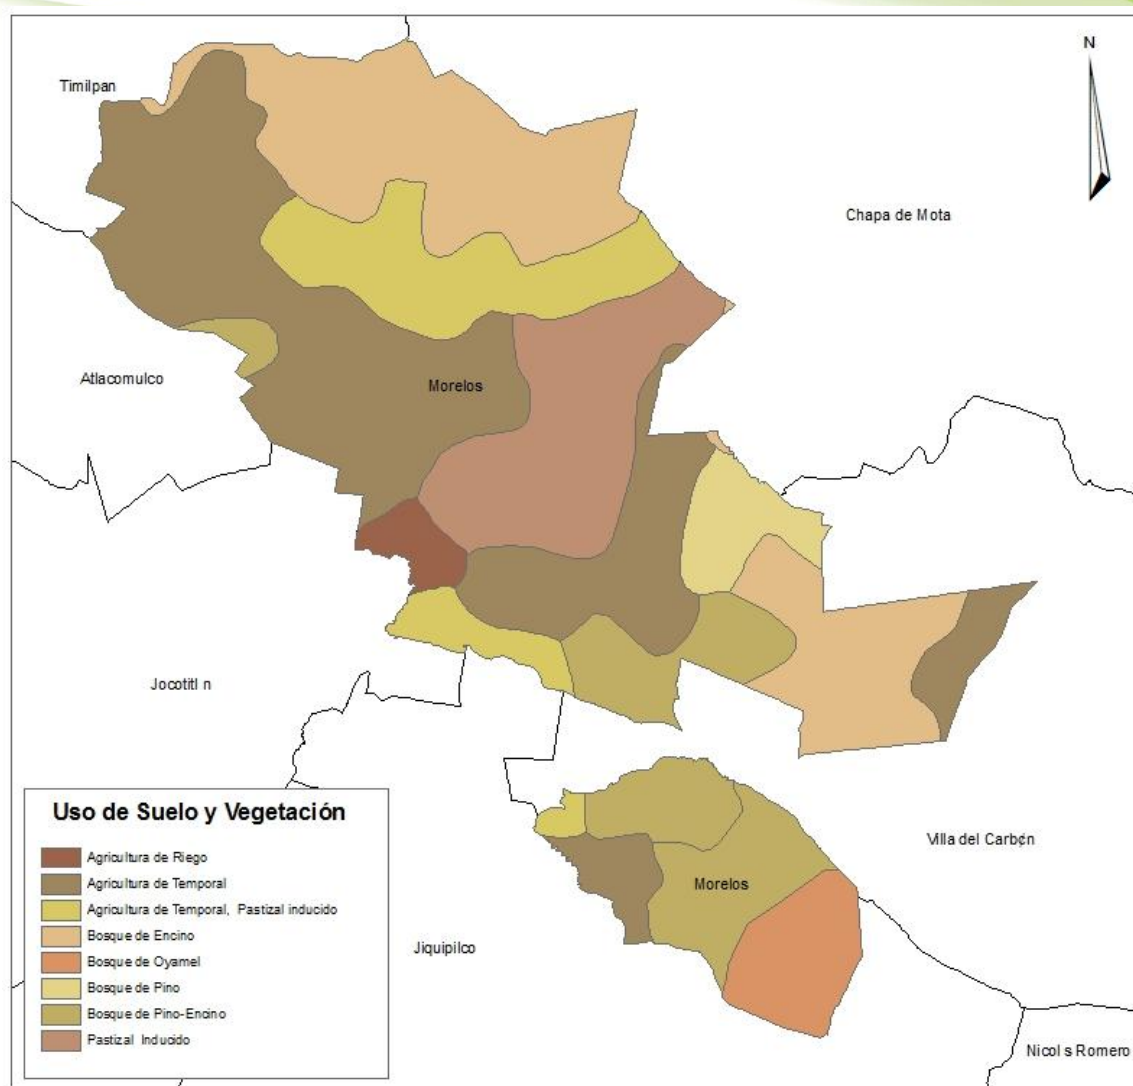 N
Timilpan
Chapa de Mota
Atlacomulco
Morelos
Jocotitl n
Villa del Carb¢n
Morelos
Jiquipilco
Nicol s Romero
Uso de Suelo y Vegetación
Agricultura de Riego
Agricultura de Temporal
Agricultura de Temporal, Pastizal inducido
Bosque de Encino
Bosque de Oyamel
Bosque de Pino
Bosque de Pino-Encino
Pastizal Inducido